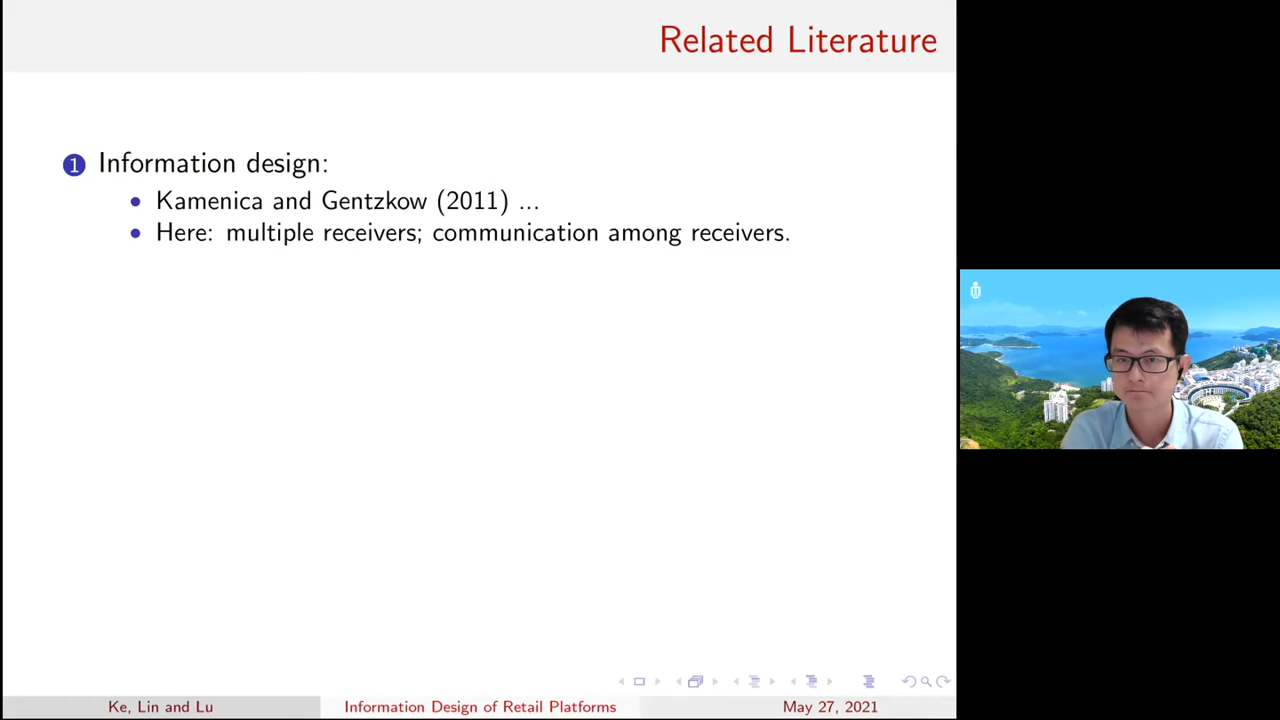 Related Literature
1 Information design:
• Kamenica and Gentzkow (2011) ...
• Here: multiple receivers; communication among receivers.
Ke, Lin and Lu
Information Design of Retail Platforms
May 27, 2021